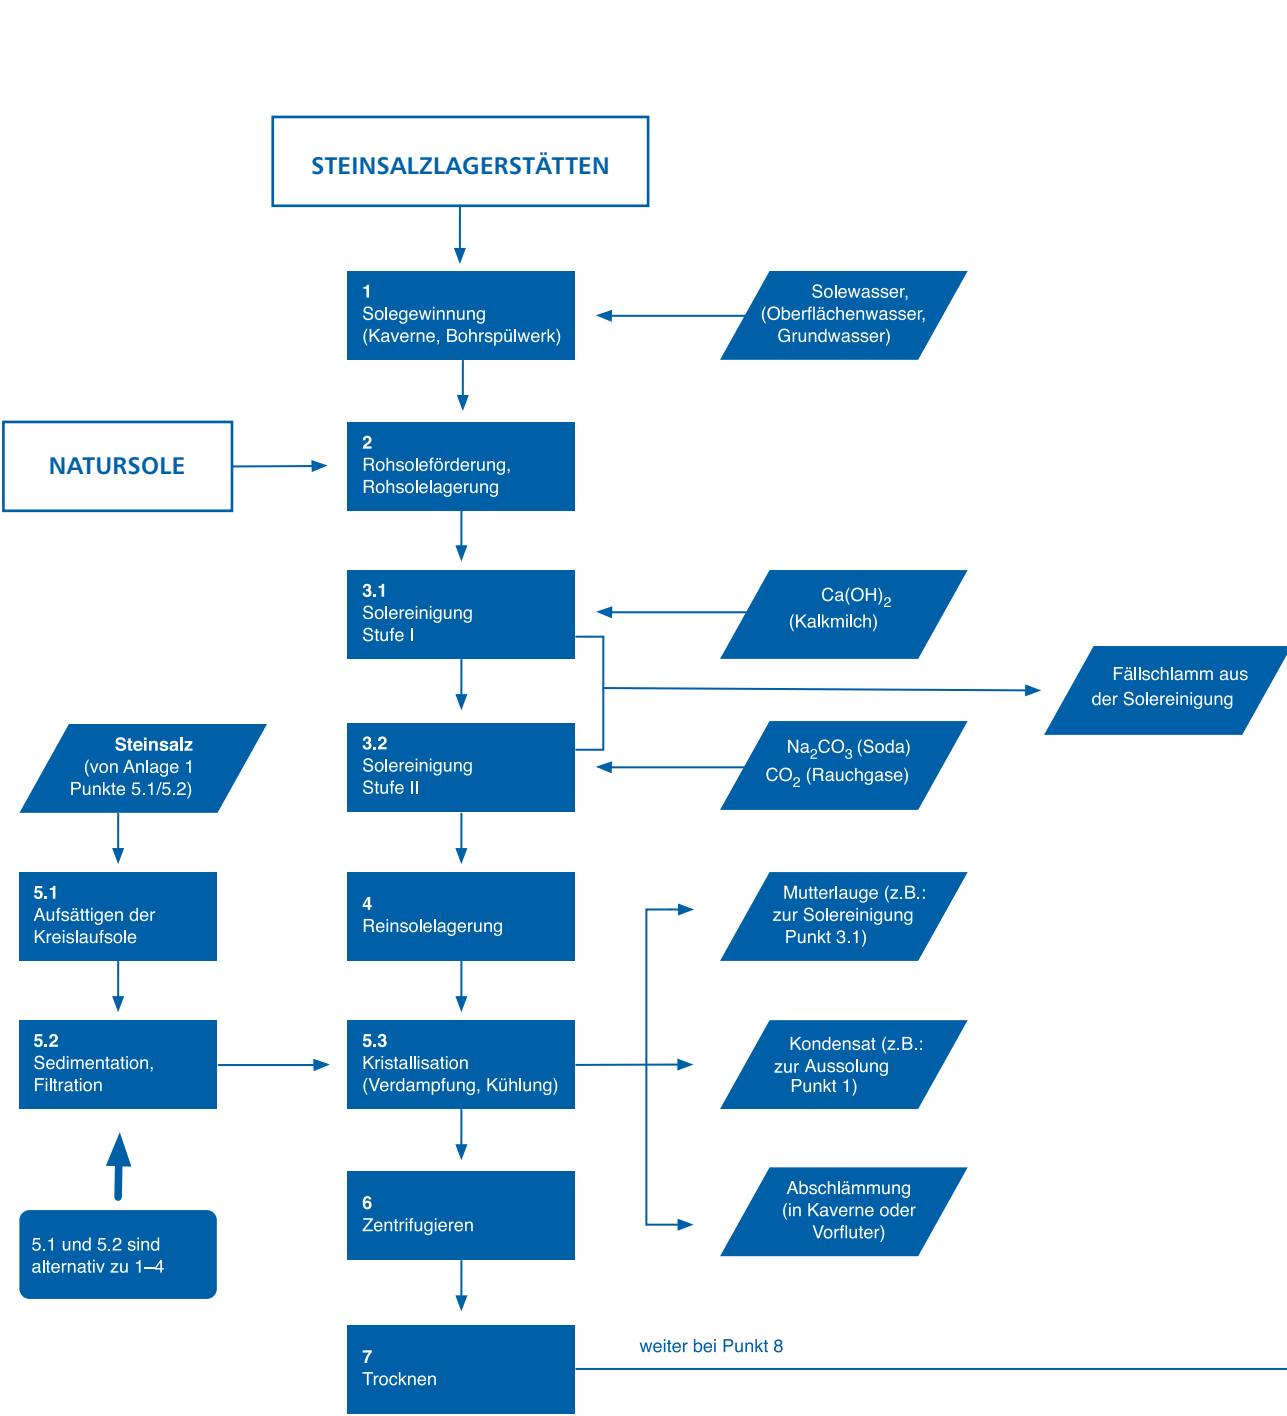 STEINSALZLAGERSTÄTTEN
1
Solegewinnung
(Kaverne, Bohrspülwerk)
Solewasser,
(Oberflächenwasser,
Grundwasser)
NATURSOLE
2
Rohsoleförderung,
Rohsolelagerung
3.1
Solereinigung
Stufe I
Ca(OH)₂
(Kalkmilch)
Fällschlamm aus
der Solereinigung
3.2
Solereinigung
Stufe II
Na₂CO₃ (Soda)
CO₂ (Rauchgase)
Steinsalz
(von Anlage 1
Punkte 5.1/5.2)
5.1
Aufsättigen der
Kreislaufsole
4
Reinsolelagerung
Mutterlauge (z.B.:
zur Solereinigung
Punkt 3.1)
5.2
Sedimentation,
Filtration
5.3
Kristallisation
(Verdampfung, Kühlung)
Kondensat (z.B.:
zur Aussolung
Punkt 1)
5.1 und 5.2 sind
alternativ zu 1–4
6
Zentrifugieren
Abschlämmung
(in Kaverne oder
Vorfluter)
7
Trocknen
weiter bei Punkt 8